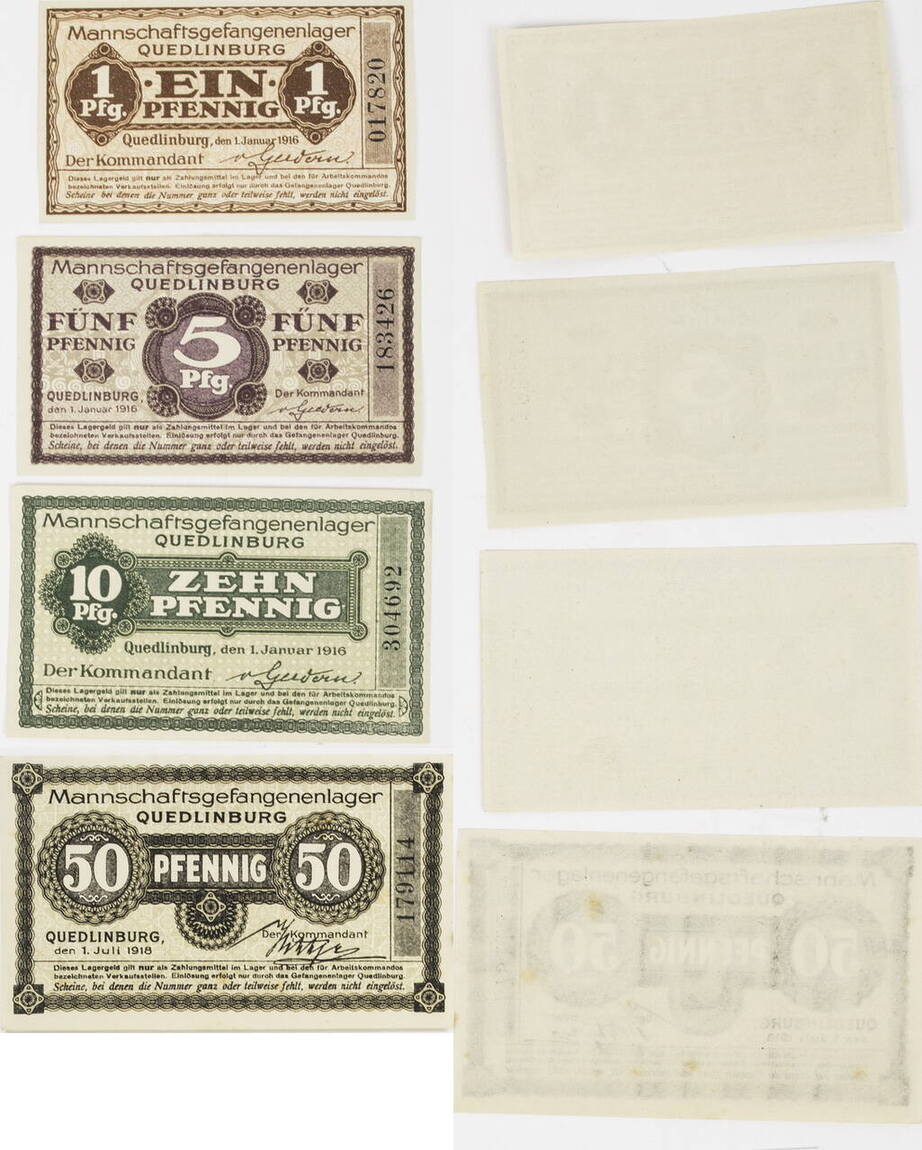 Mannschaftsgefangenenlager
QUEDLINBURG
1 Pfg.
EIN
PFENNIG
1 Pfg.
017820
Quedlinburg, den 1. Januar 1916
Der Kommandant v. Geldern.
Dieses Lagergeld gilt nur als Zahlungsmittel im Lager und bei den für Arbeitskommandos
bezeichneten Verkaufsstellen. Einlösung erfolgt nur durch das Gefangenenlager Quedlinburg.
Scheine, bei denen die Nummer ganz oder teilweise fehlt, werden nicht eingelöst.
Mannschaftsgefangenenlager
QUEDLINBURG
FÜNF
PFENNIG
5
Pfg.
FÜNF
PFENNIG
183426
QUEDLINBURG,
den 1. Januar 1916
Der Kommandant
v. Geldern.
Dieses Lagergeld gilt nur als Zahlungsmittel im Lager und bei den für Arbeitskommandos
bezeichneten Verkaufsstellen. Einlösung erfolgt nur durch das Gefangenenlager Quedlinburg.
Scheine, bei denen die Nummer ganz oder teilweise fehlt, werden nicht eingelöst.
Mannschaftsgefangenenlager
QUEDLINBURG
10
Pfg.
ZEHN
PFENNIG
304692
Quedlinburg, den 1. Januar 1916
Der Kommandant v. Geldern.
Dieses Lagergeld gilt nur als Zahlungsmittel im Lager und bei den für Arbeitskommandos
bezeichneten Verkaufsstellen. Einlösung erfolgt nur durch das Gefangenenlager Quedlinburg.
Scheine, bei denen die Nummer ganz oder teilweise fehlt, werden nicht eingelöst.
Mannschaftsgefangenenlager
QUEDLINBURG
50 PFENNIG 50
179114
QUEDLINBURG,
den 1. Juli 1918
Der Kommandant
Dieses Lagergeld gilt nur als Zahlungsmittel im Lager und bei den für Arbeitskommandos
bezeichneten Verkaufsstellen. Einlösung erfolgt nur durch das Gefangenenlager Quedlinburg.
Scheine, bei denen die Nummer ganz oder teilweise fehlt, werden nicht eingelöst.